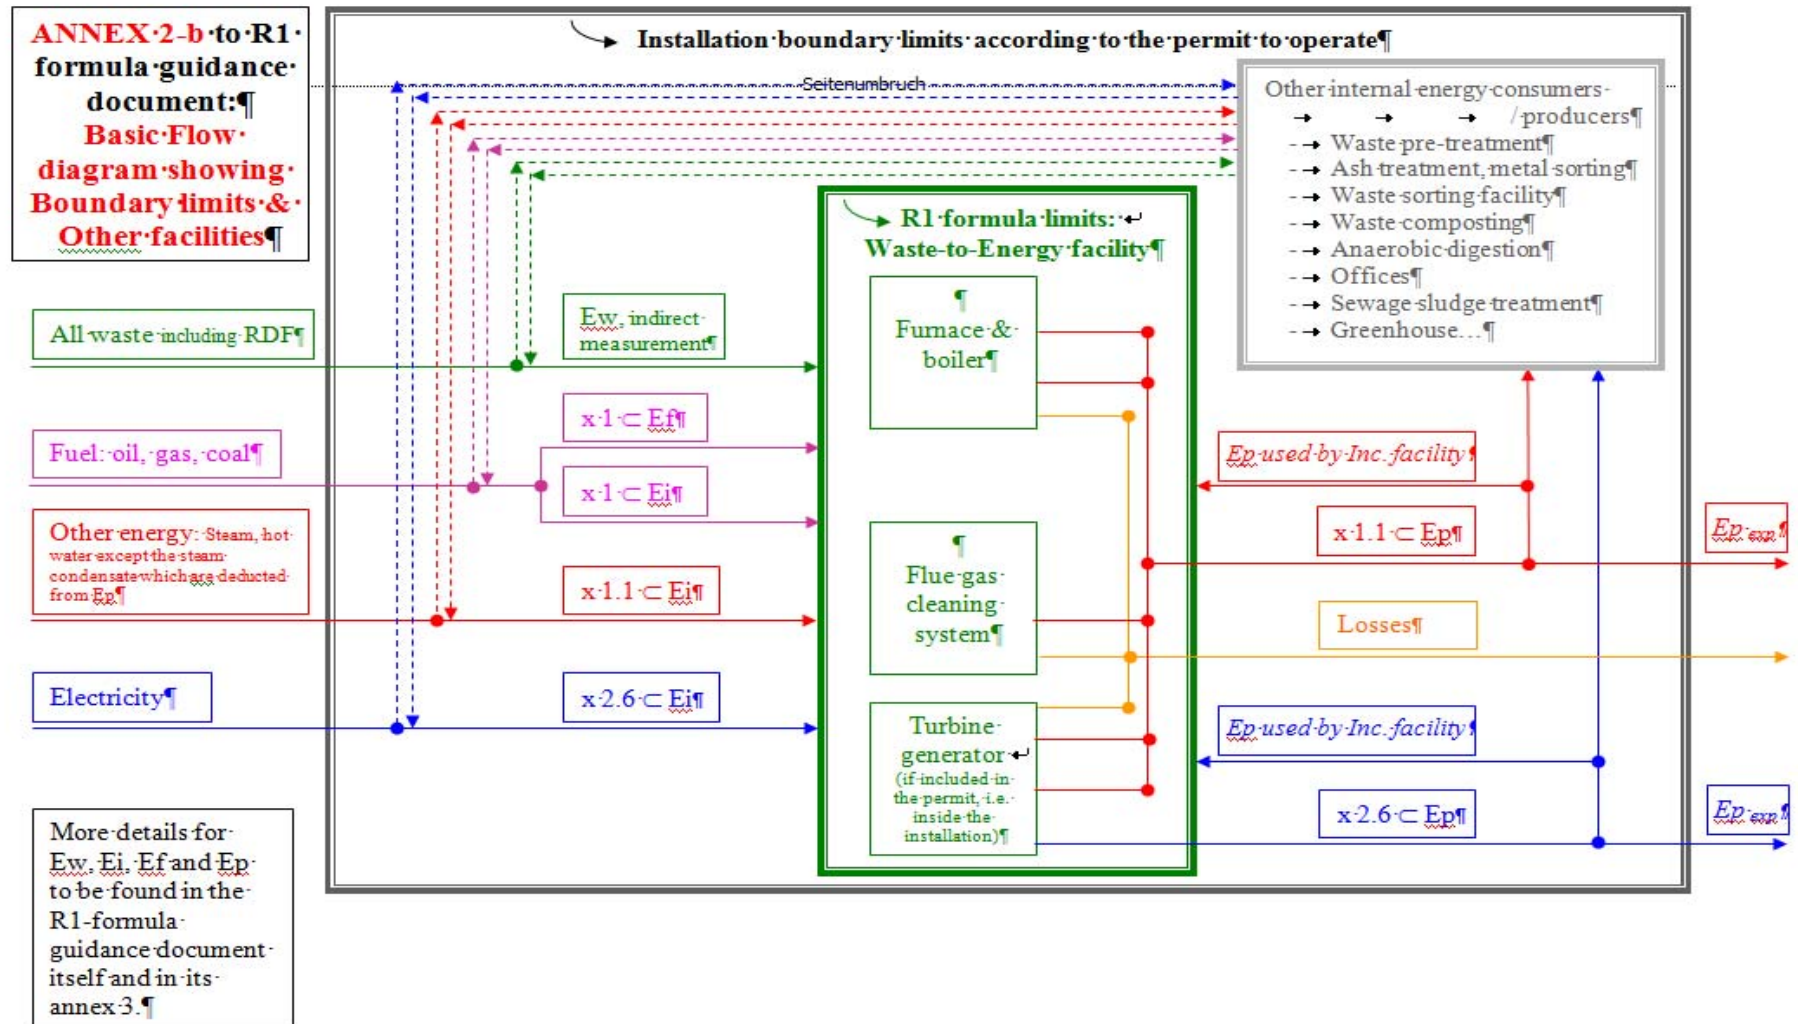 ANNEX·2-b·to·R1·
formula·guidance·
document:¶
Basic·Flow·
diagram·showing·
Boundary·limits·&·
Other·facilities¶
Installation·boundary·limits·according·to·the·permit·to·operate¶
Seitenumbruch
Other·internal·energy·consumers·
→ → → /·producers¶
-→ Waste·pre-treatment¶
-→ Ash·treatment,·metal·sorting¶
-→ Waste·sorting·facility¶
-→ Waste·composting¶
-→ Anaerobic·digestion¶
-→ Offices¶
-→ Sewage·sludge·treatment¶
-→ Greenhouse…¶
R1·formula·limits:·↵
Waste-to-Energy·facility¶
All·waste·including·RDF¶
Ew,·indirect·
measurement¶
¶
Furnace·&·
boiler¶
x·1·⊂·Ef¶
Fuel:·oil,·gas,·coal¶
x·1·⊂·Ei¶
Ep·used·by·Inc.·facility¶
Other·energy:·Steam,·hot·
water·except·the·steam·
condensate·which·are·deducted·
from·Ep¶
x·1.1·⊂·Ei¶
¶
Flue·gas·
cleaning·
system¶
x·1.1·⊂·Ep¶
Ep·exp¶
Losses¶
Electricity¶
x·2.6·⊂·Ei¶
Turbine·
generator·↵
(if·included·in·
the·permit,·i.e.·
inside·the·
installation)¶
Ep·used·by·Inc.·facility¶
x·2.6·⊂·Ep¶
Ep·exp¶
More·details·for·
Ew,·Ei,·Ef·and·Ep·
to·be·found·in·the·
R1-formula·
guidance·document·
itself·and·in·its·
annex·3.¶